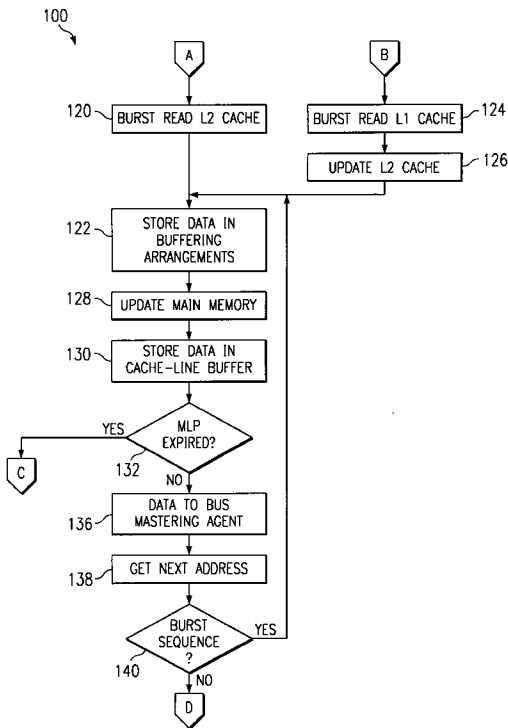 100
A
B
120
BURST READ L2 CACHE
BURST READ L1 CACHE
124
UPDATE L2 CACHE
126
122
STORE DATA IN
BUFFERING
ARRANGEMENTS
128
UPDATE MAIN MEMORY
130
STORE DATA IN
CACHE-LINE BUFFER
YES
MLP
EXPIRED?
132
C
NO
136
DATA TO BUS
MASTERING AGENT
138
GET NEXT ADDRESS
BURST
SEQUENCE
?
YES
140
NO
D